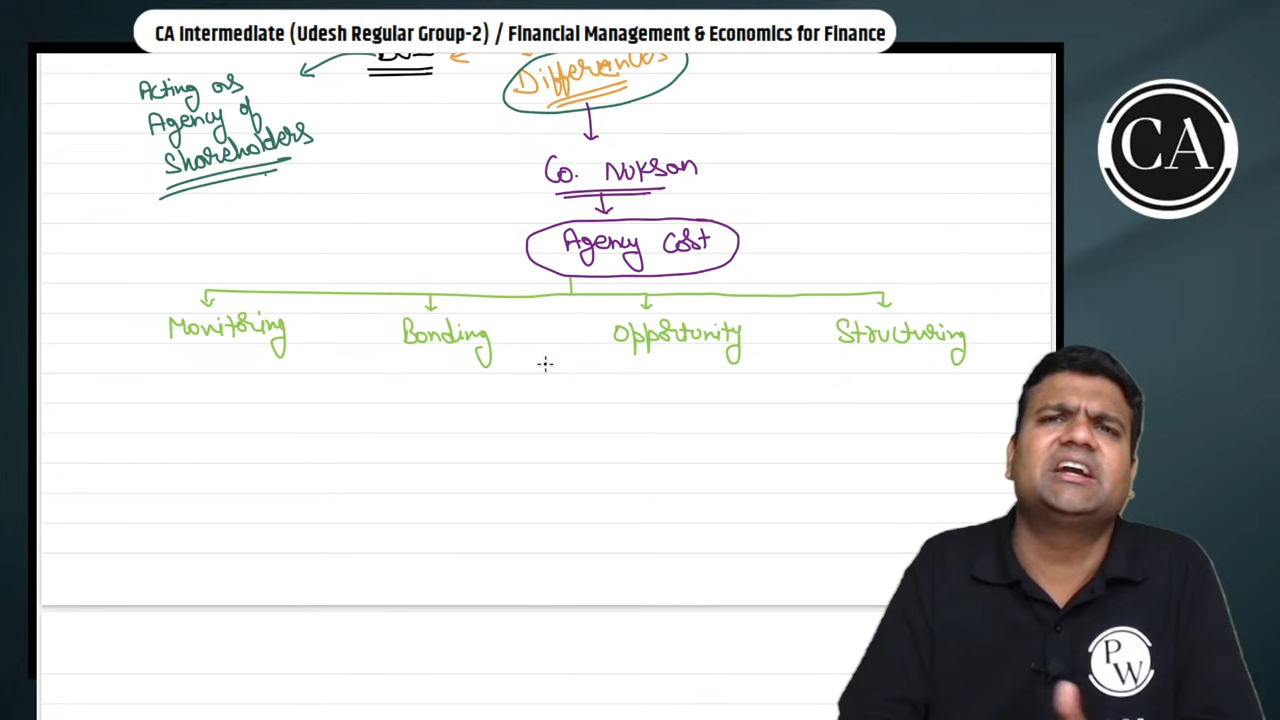 CA Intermediate (Udesh Regular Group-2) / Financial Management & Economics for Finance
Differences
Acting as
Agency of
Shareholders
Co. Nuksan
Agency Cost
Monitoring Bonding Opportunity Structuring
CA
PW